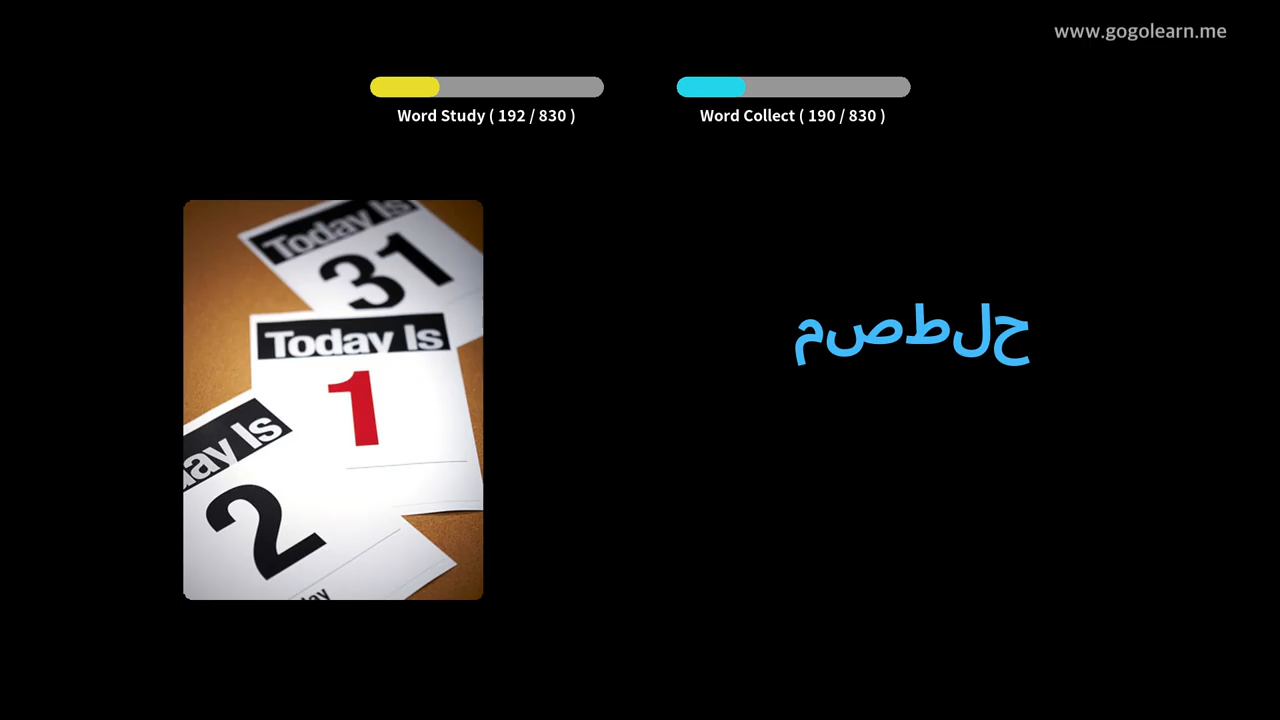 www.gogolearn.me
Word Study ( 192 / 830 )
Word Collect ( 190 / 830 )
Today Is
31
Today Is
1
ay Is
2
مصطلح